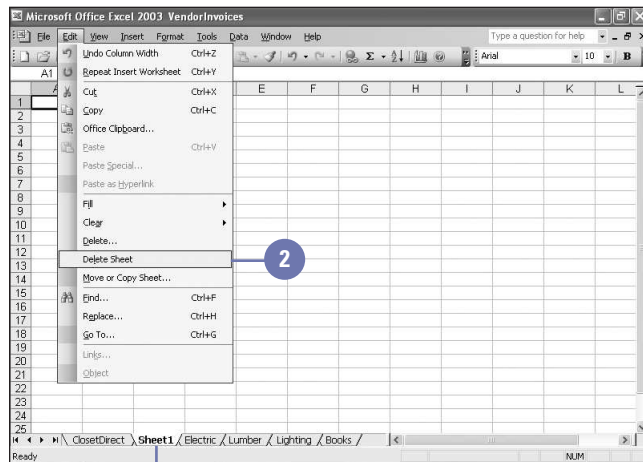 Microsoft Office Excel 2003 VendorInvoices
File Edit View Insert Format Tools Data Window Help
Type a question for help
Arial 10 B
A1
Undo Column Width Ctrl+Z
Repeat Insert Worksheet Ctrl+Y
Cut Ctrl+X
Copy Ctrl+C
Office Clipboard...
Paste Ctrl+V
Paste Special...
Paste as Hyperlink
Fill
Clear
Delete...
Delete Sheet
2
Move or Copy Sheet...
Find... Ctrl+F
Replace... Ctrl+H
Go To... Ctrl+G
Links...
Object
E F G H I J K L
1
2
3
4
5
6
7
8
9
10
11
12
13
14
15
16
17
18
19
20
21
22
23
24
25
ClosetDirect Sheet1 Electric Lumber Lighting Books
Ready NUM